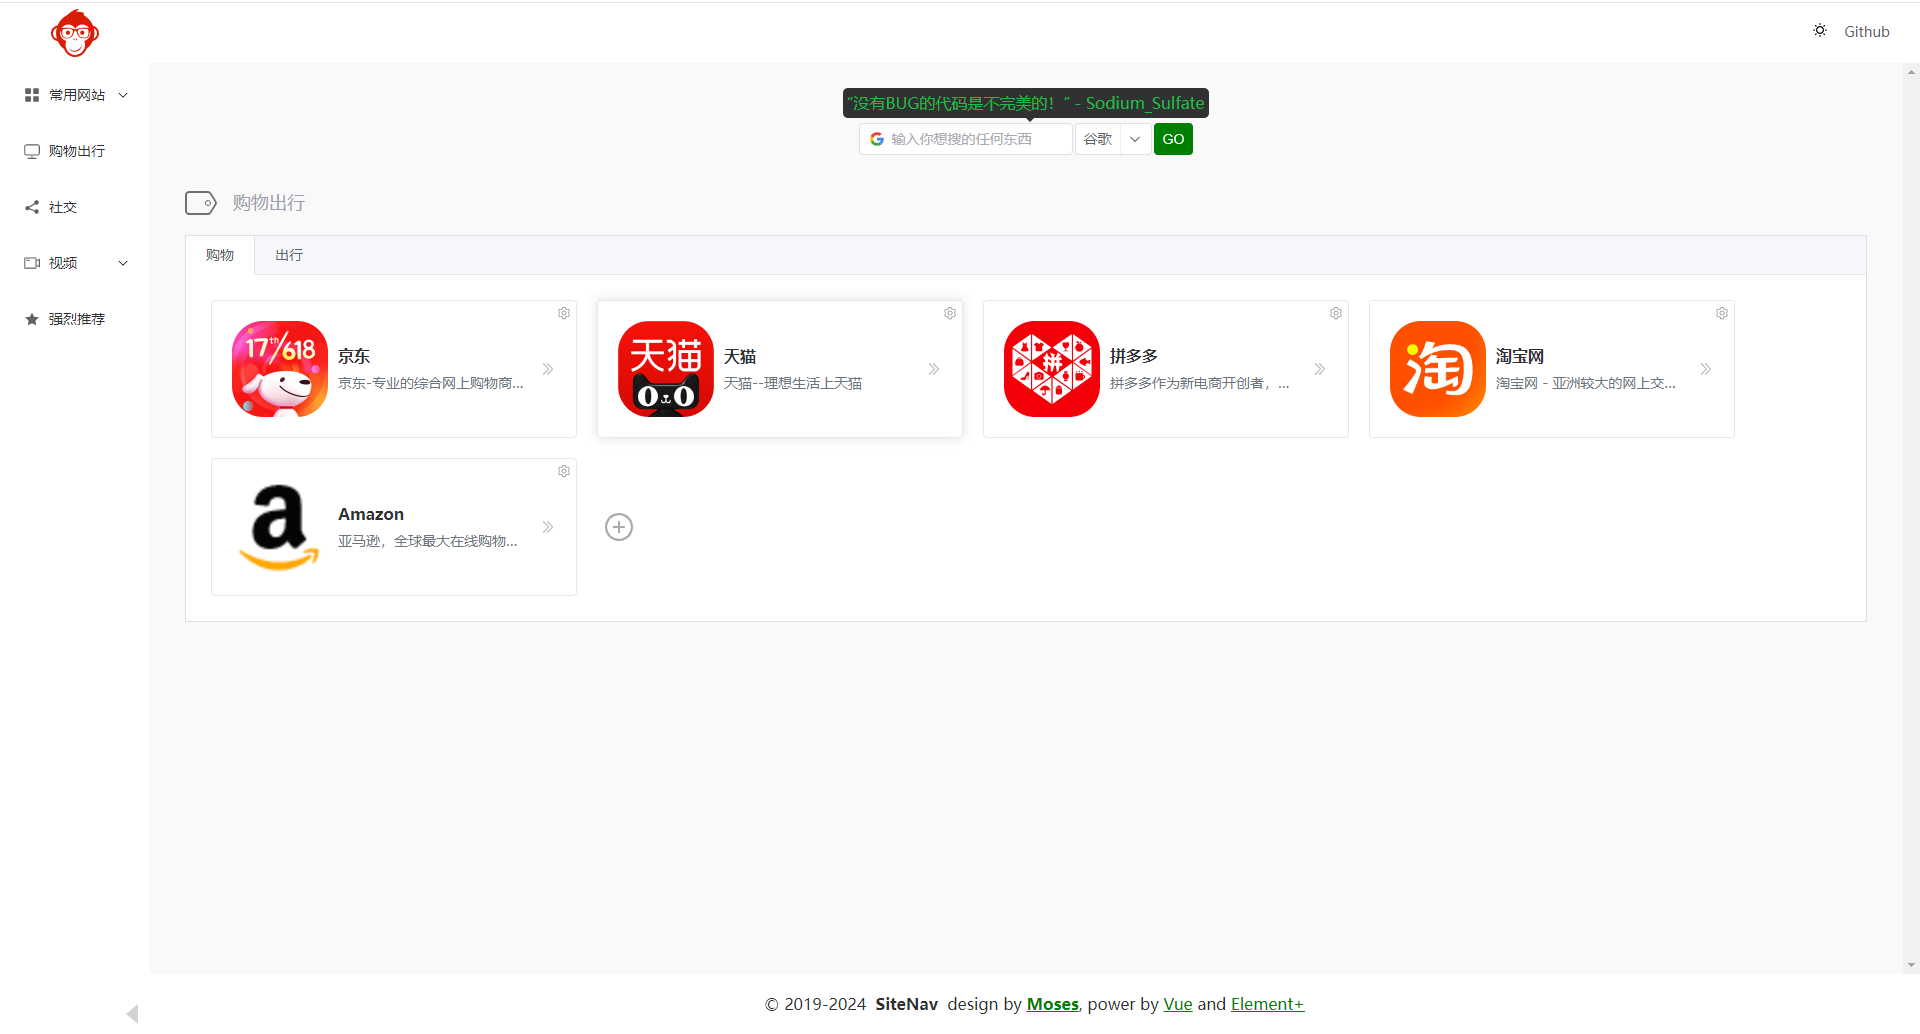 Github
常用网站
购物出行
社交
视频
强烈推荐
“没有BUG的代码是不完美的！” - Sodium_Sulfate
输入你想搜的任何东西 谷歌 GO
购物出行
购物 出行
17th/618
京东
京东-专业的综合网上购物商...
天猫
天猫
天猫--理想生活上天猫
拼
拼多多
拼多多作为新电商开创者，...
淘
淘宝网
淘宝网 - 亚洲较大的网上交...
a
Amazon
亚马逊，全球最大在线购物...
© 2019-2024 SiteNav design by Moses, power by Vue and Element+